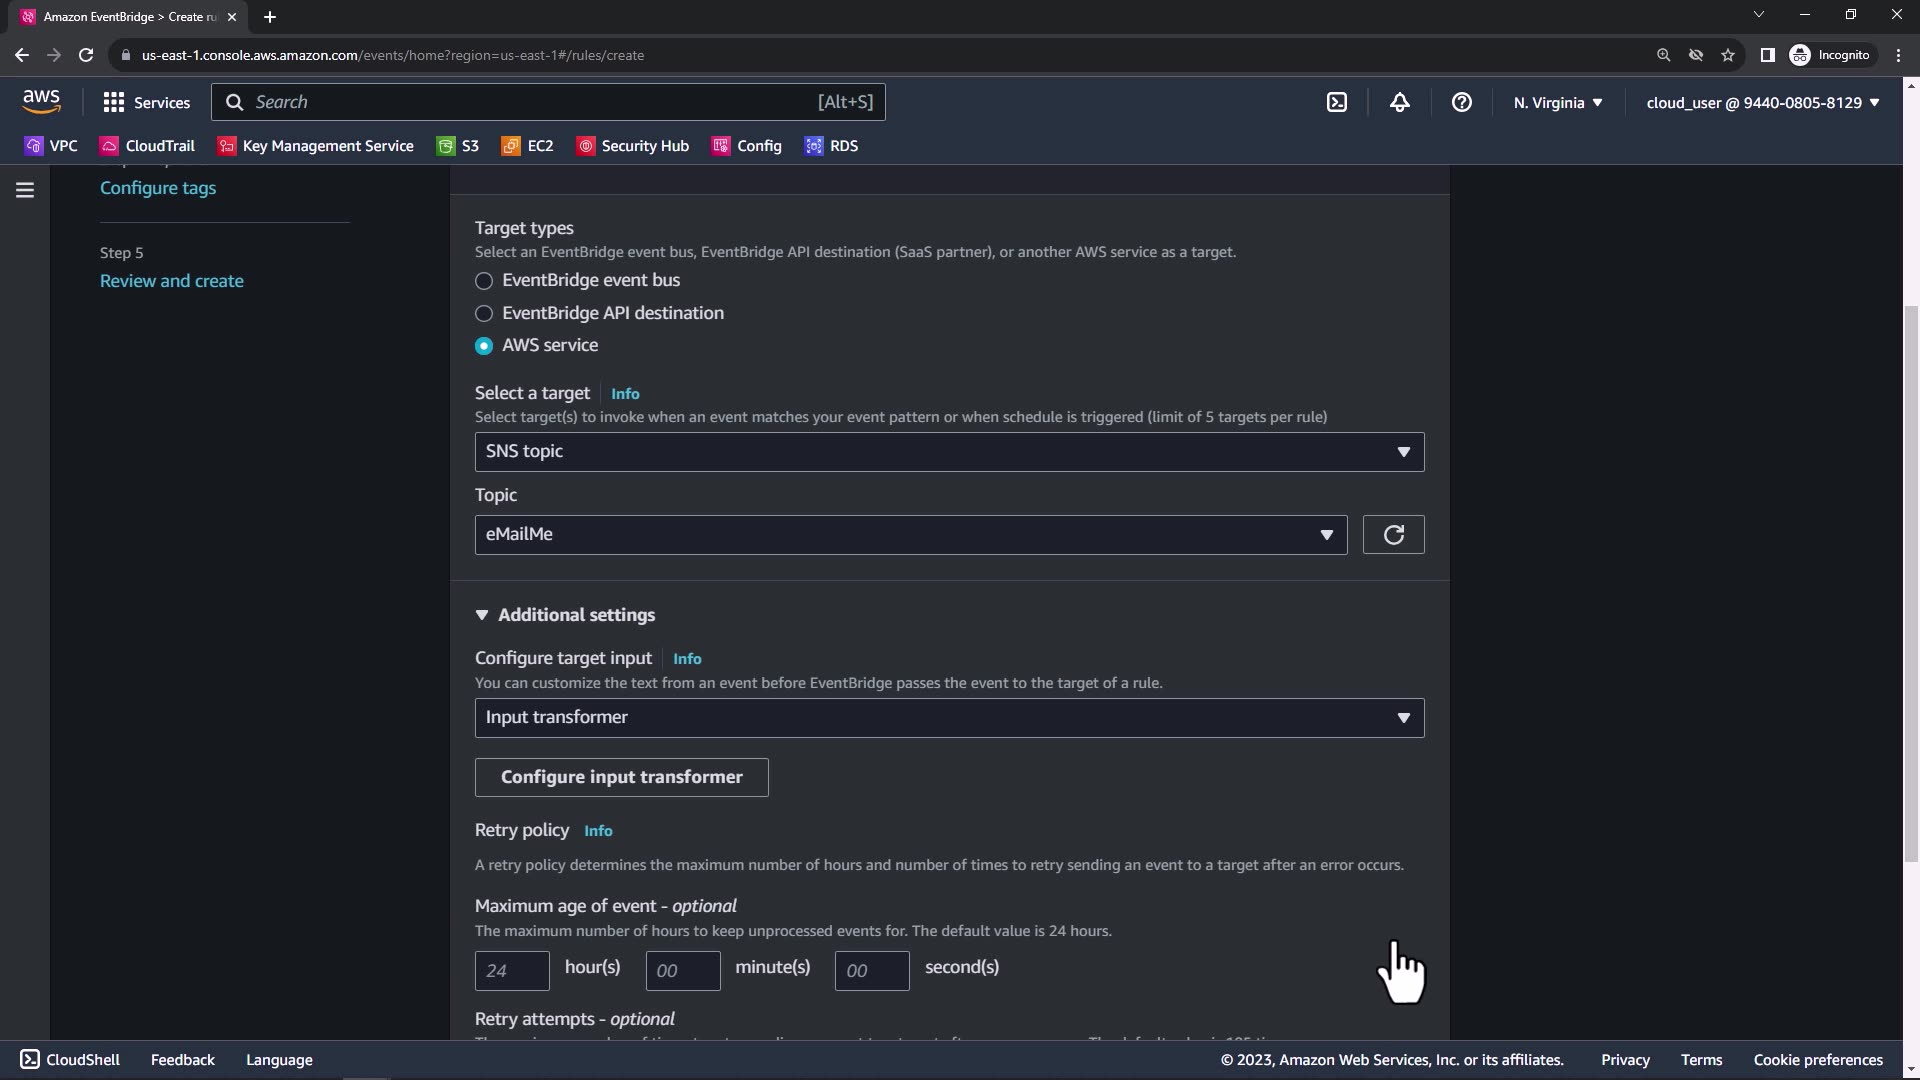 Amazon EventBridge > Create ru
us-east-1.console.aws.amazon.com/events/home?region=us-east-1#/rules/create
Incognito
aws
Services
Search
[Alt+S]
N. Virginia
cloud_user @ 9440-0805-8129
VPC
CloudTrail
Key Management Service
S3
EC2
Security Hub
Config
RDS
Configure tags
Step 5
Review and create
Target types
Select an EventBridge event bus, EventBridge API destination (SaaS partner), or another AWS service as a target.
EventBridge event bus
EventBridge API destination
AWS service
Select a target
Info
Select target(s) to invoke when an event matches your event pattern or when schedule is triggered (limit of 5 targets per rule)
SNS topic
Topic
eMailMe
Additional settings
Configure target input
Info
You can customize the text from an event before EventBridge passes the event to the target of a rule.
Input transformer
Configure input transformer
Retry policy
Info
A retry policy determines the maximum number of hours and number of times to retry sending an event to a target after an error occurs.
Maximum age of event - optional
The maximum number of hours to keep unprocessed events for. The default value is 24 hours.
24 hour(s) 00 minute(s) 00 second(s)
Retry attempts - optional
CloudShell
Feedback
Language
© 2023, Amazon Web Services, Inc. or its affiliates.
Privacy
Terms
Cookie preferences